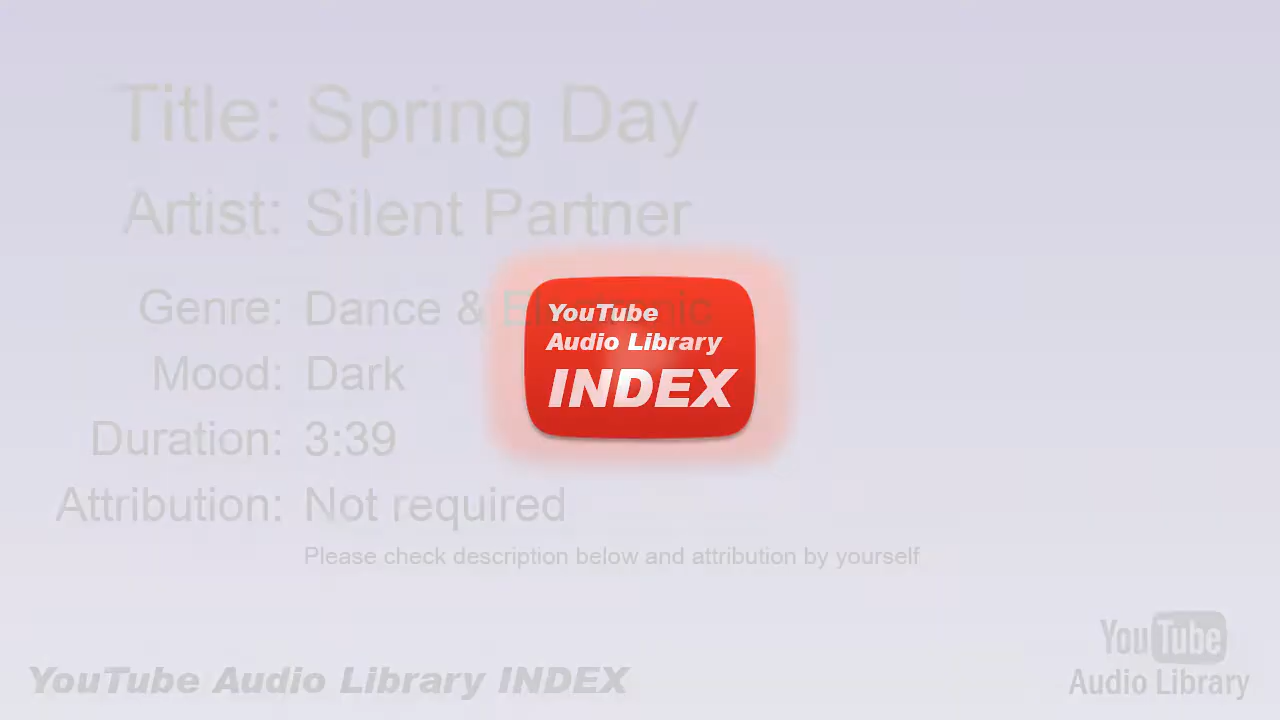 Title: Spring Day
Artist: Silent Partner
Genre: Dance & Electronic
YouTube
Audio Library
INDEX
Mood: Dark
Duration: 3:39
Attribution: Not required
Please check description below and attribution by yourself
YouTube Audio Library INDEX
YouTube
Audio Library